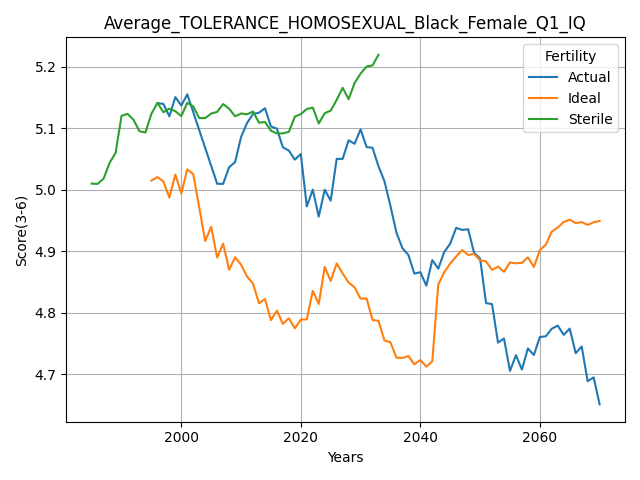 Average_TOLERANCE_HOMOSEXUAL_Black_Female_Q1_IQ
Fertility
Actual
Ideal
Sterile
Score(3-6)
5.2
5.1
5.0
4.9
4.8
4.7
2000 2020 2040 2060
Years